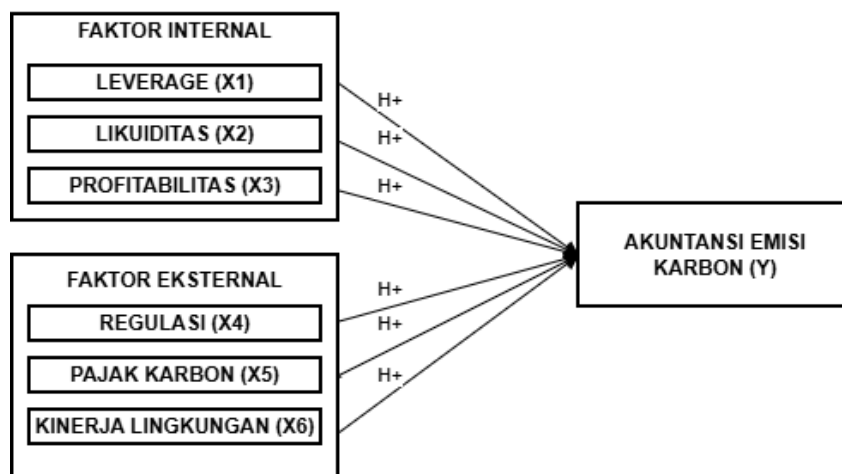 FAKTOR INTERNAL
LEVERAGE (X1)
LIKUIDITAS (X2)
PROFITABILITAS (X3)
H+
H+
H+
AKUNTANSI EMISI
KARBON (Y)
FAKTOR EKSTERNAL
REGULASI (X4)
PAJAK KARBON (X5)
KINERJA LINGKUNGAN (X6)
H+
H+
H+